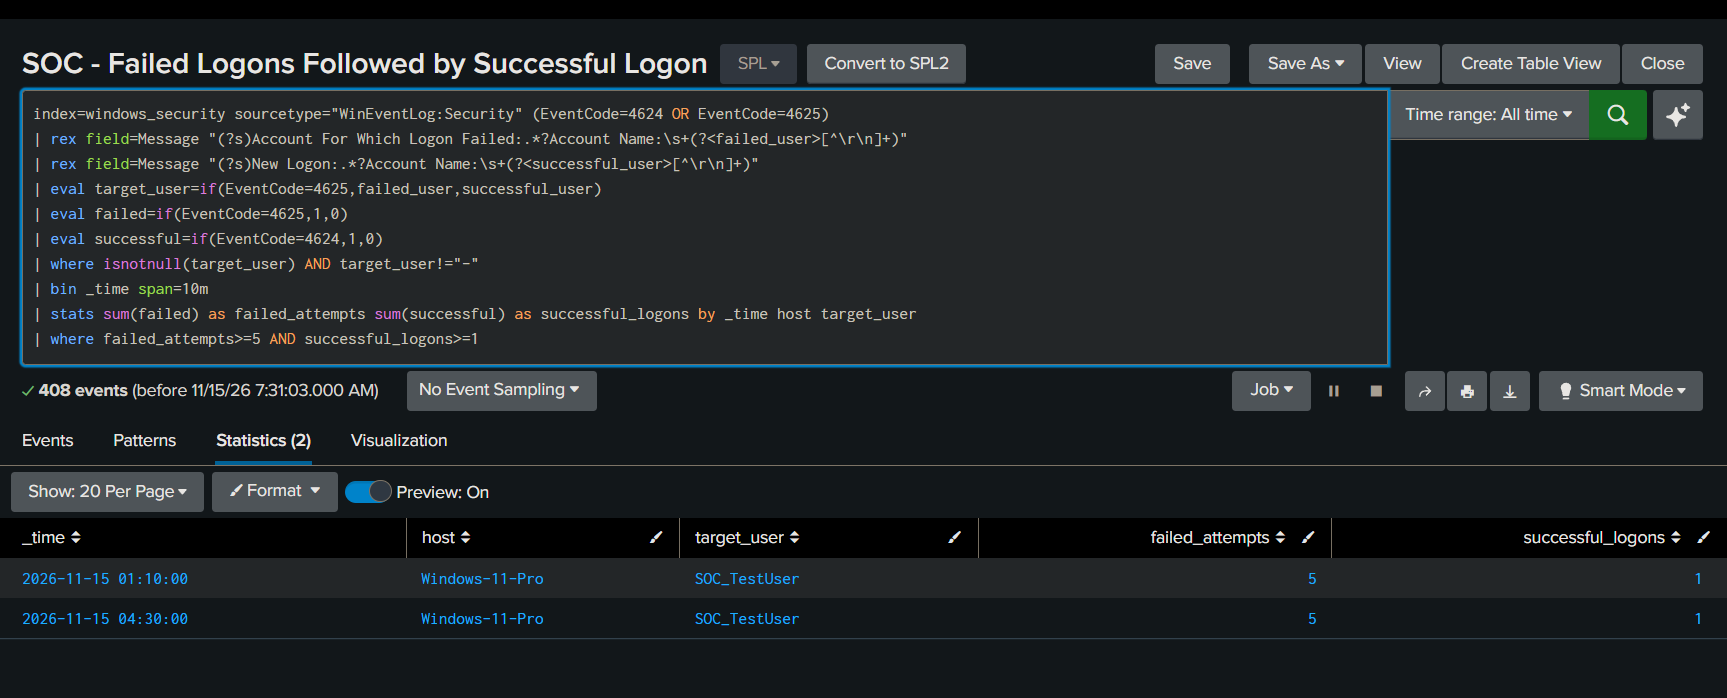 SOC - Failed Logons Followed by Successful Logon SPL Convert to SPL2 Save Save As View Create Table View Close
index=windows_security sourcetype="WinEventLog:Security" (EventCode=4624 OR EventCode=4625)
| rex field=Message "(?s)Account For Which Logon Failed:.*?Account Name:\s+(?<failed_user>[^\r\n]+)"
| rex field=Message "(?s)New Logon:.*?Account Name:\s+(?<successful_user>[^\r\n]+)"
| eval target_user=if(EventCode=4625,failed_user,successful_user)
| eval failed=if(EventCode=4625,1,0)
| eval successful=if(EventCode=4624,1,0)
| where isnotnull(target_user) AND target_user!="-"
| bin _time span=10m
| stats sum(failed) as failed_attempts sum(successful) as successful_logons by _time host target_user
| where failed_attempts>=5 AND successful_logons>=1
Time range: All time
408 events (before 11/15/26 7:31:03.000 AM) No Event Sampling Job Smart Mode
Events Patterns Statistics (2) Visualization
Show: 20 Per Page Format Preview: On
_time host target_user failed_attempts successful_logons
2026-11-15 01:10:00 Windows-11-Pro SOC_TestUser 5 1
2026-11-15 04:30:00 Windows-11-Pro SOC_TestUser 5 1